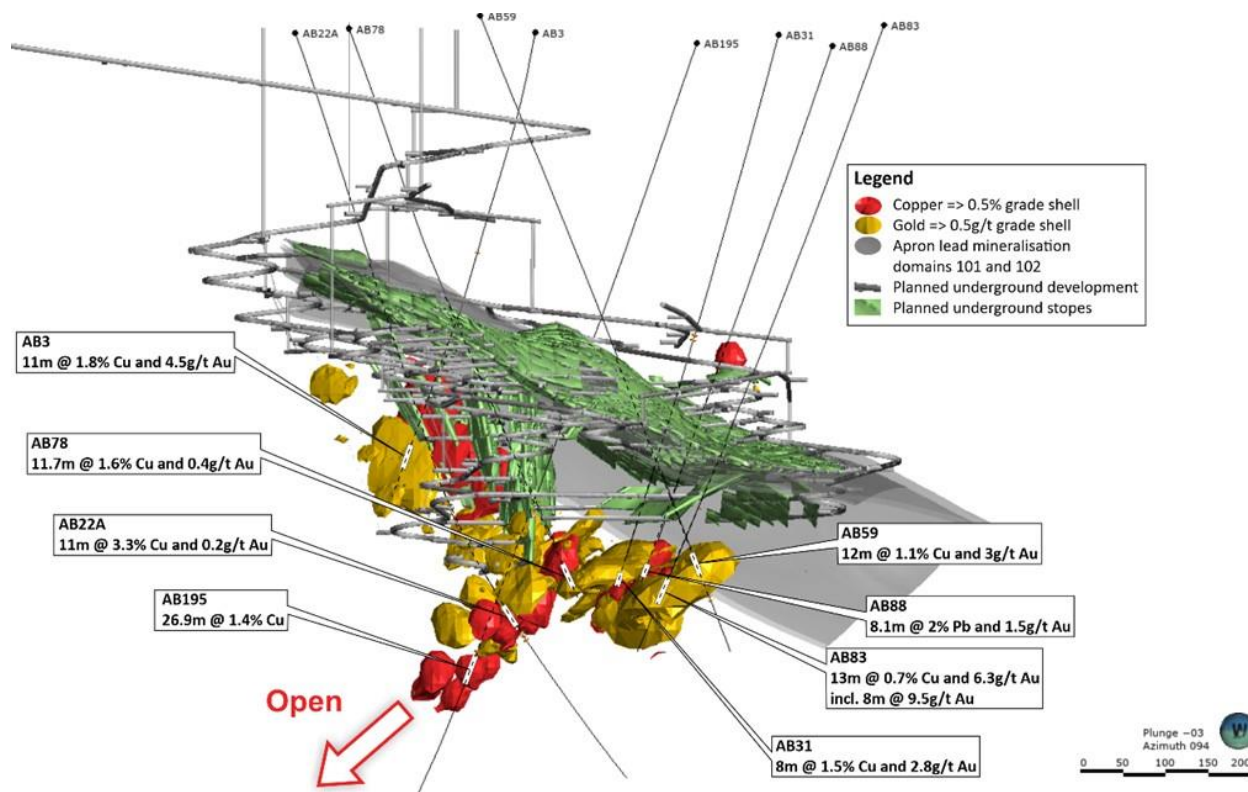 AB22A
AB78
AB59
AB3
AB195
AB31
AB88
AB83
Legend
Copper => 0.5% grade shell
Gold => 0.5g/t grade shell
Apron lead mineralisation
domains 101 and 102
Planned underground development
Planned underground stopes
AB3
11m @ 1.8% Cu and 4.5g/t Au
AB78
11.7m @ 1.6% Cu and 0.4g/t Au
AB22A
11m @ 3.3% Cu and 0.2g/t Au
AB195
26.9m @ 1.4% Cu
Open
AB59
12m @ 1.1% Cu and 3g/t Au
AB88
8.1m @ 2% Pb and 1.5g/t Au
AB83
13m @ 0.7% Cu and 6.3g/t Au
incl. 8m @ 9.5g/t Au
AB31
8m @ 1.5% Cu and 2.8g/t Au
W
Plunge −03
Azimuth 094
0 50 100 150 200